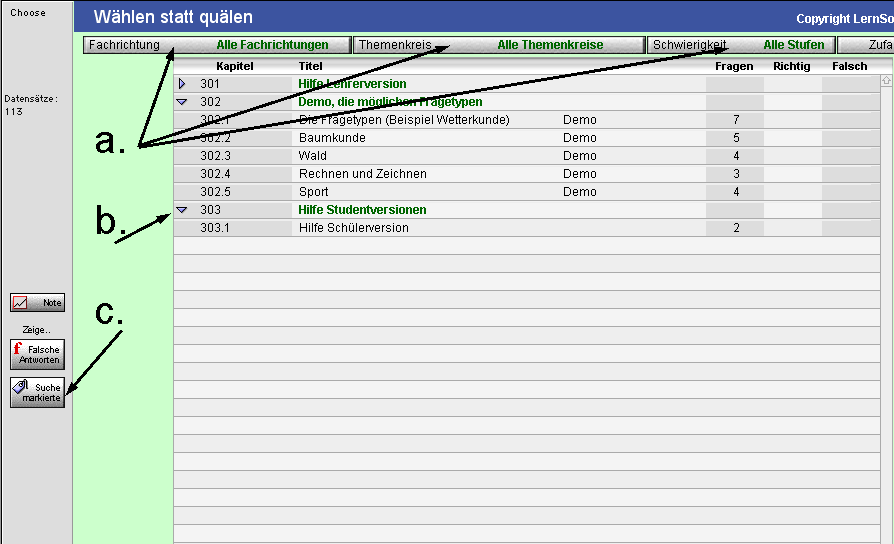 Choose
Wählen statt quälen
Copyright LernSo
Fachrichtung Alle Fachrichtungen Themenkreis Alle Themenkreise Schwierigkeit Alle Stufen Zufa
Kapitel Titel Fragen Richtig Falsch
301 Hilfe Lehrerversion
Datensätze:
113
302 Demo, die möglichen Fragetypen
302.1 Die Fragetypen (Beispiel Wetterkunde) Demo 7
a.
302.2 Baumkunde Demo 5
302.3 Wald Demo 4
302.4 Rechnen und Zeichnen Demo 3
302.5 Sport Demo 4
b.
303 Hilfe Studentversionen
303.1 Hilfe Schülerversion 2
Note
c.
Zeige..
f Falsche
Antworten
Suche
markierte